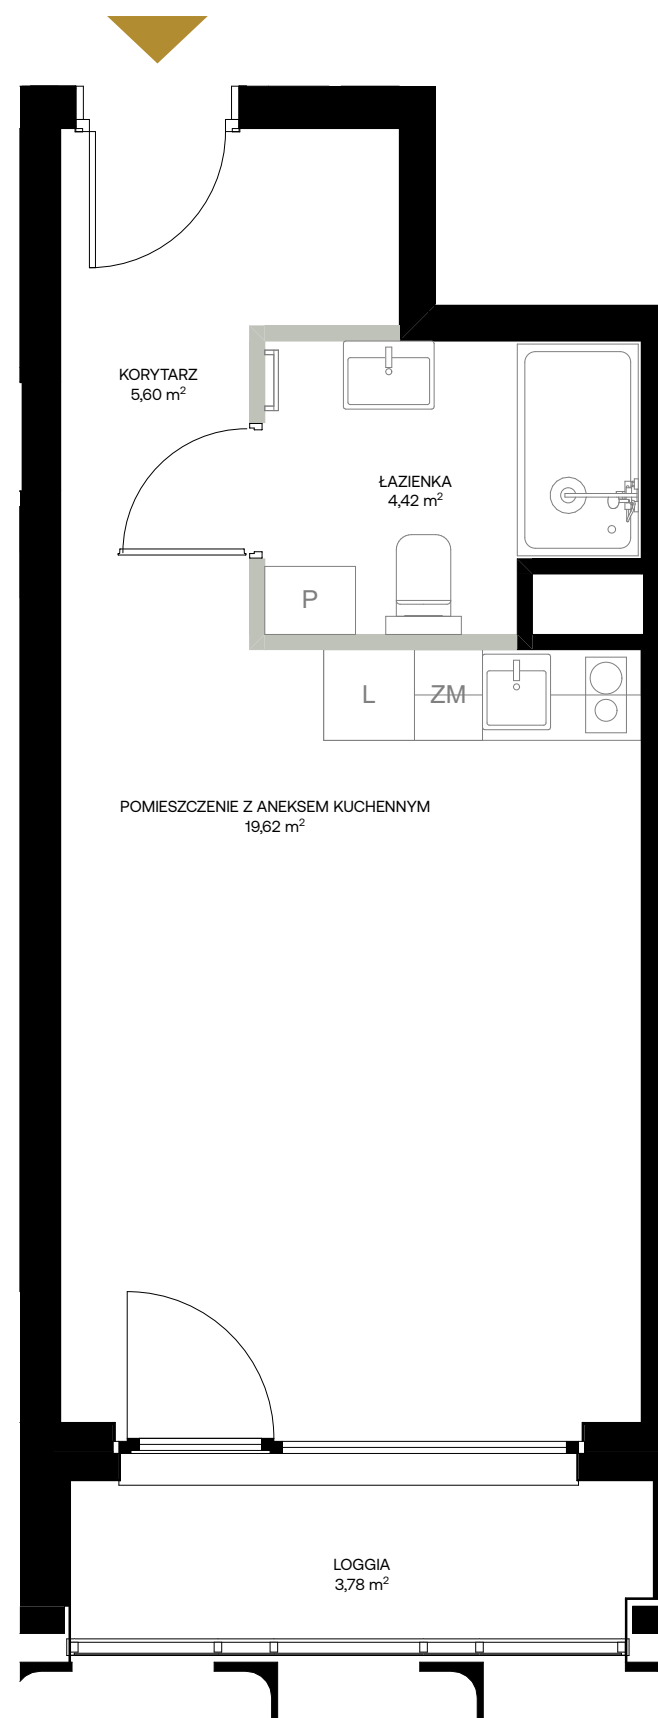 KORYTARZ
5,60 m²
ŁAZIENKA
4,42 m²
P
L
ZM
POMIESZCZENIE Z ANEKSEM KUCHENNYM
19,62 m²
LOGGIA
3,78 m²